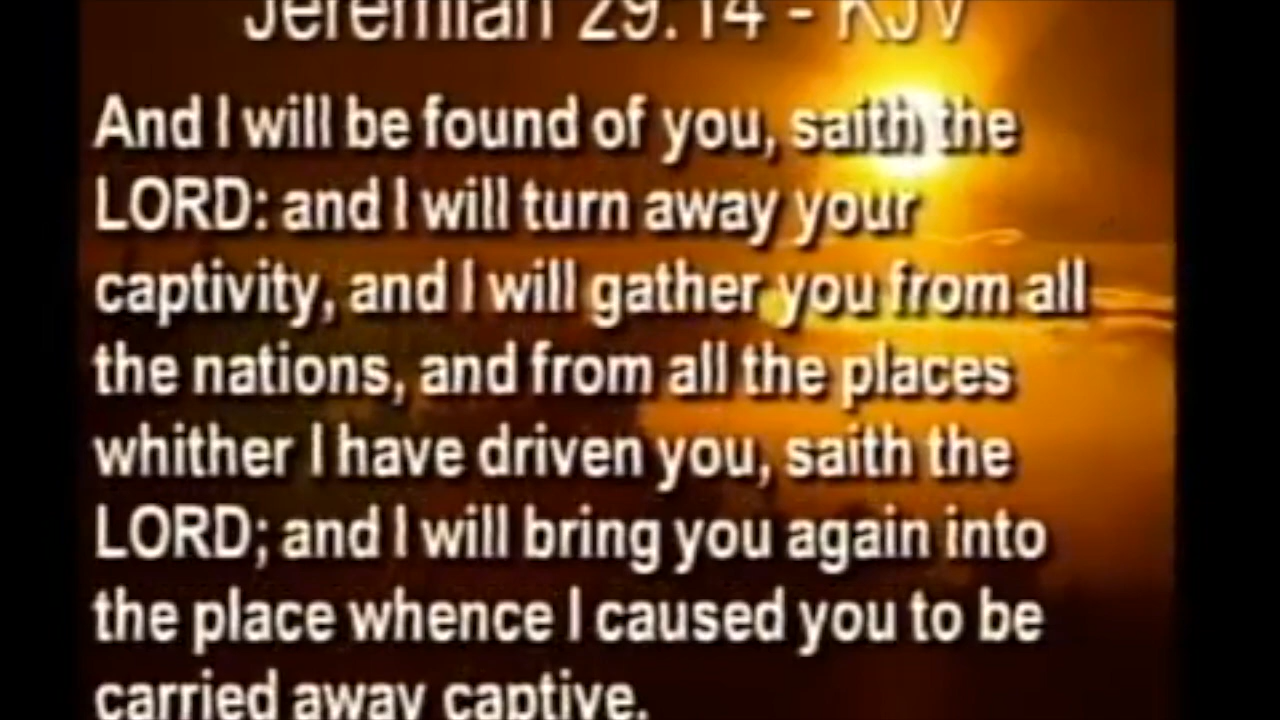 Jeremiah 29:14 - KJV
And I will be found of you, saith the
LORD: and I will turn away your
captivity, and I will gather you from all
the nations, and from all the places
whither I have driven you, saith the
LORD; and I will bring you again into
the place whence I caused you to be
carried away captive.